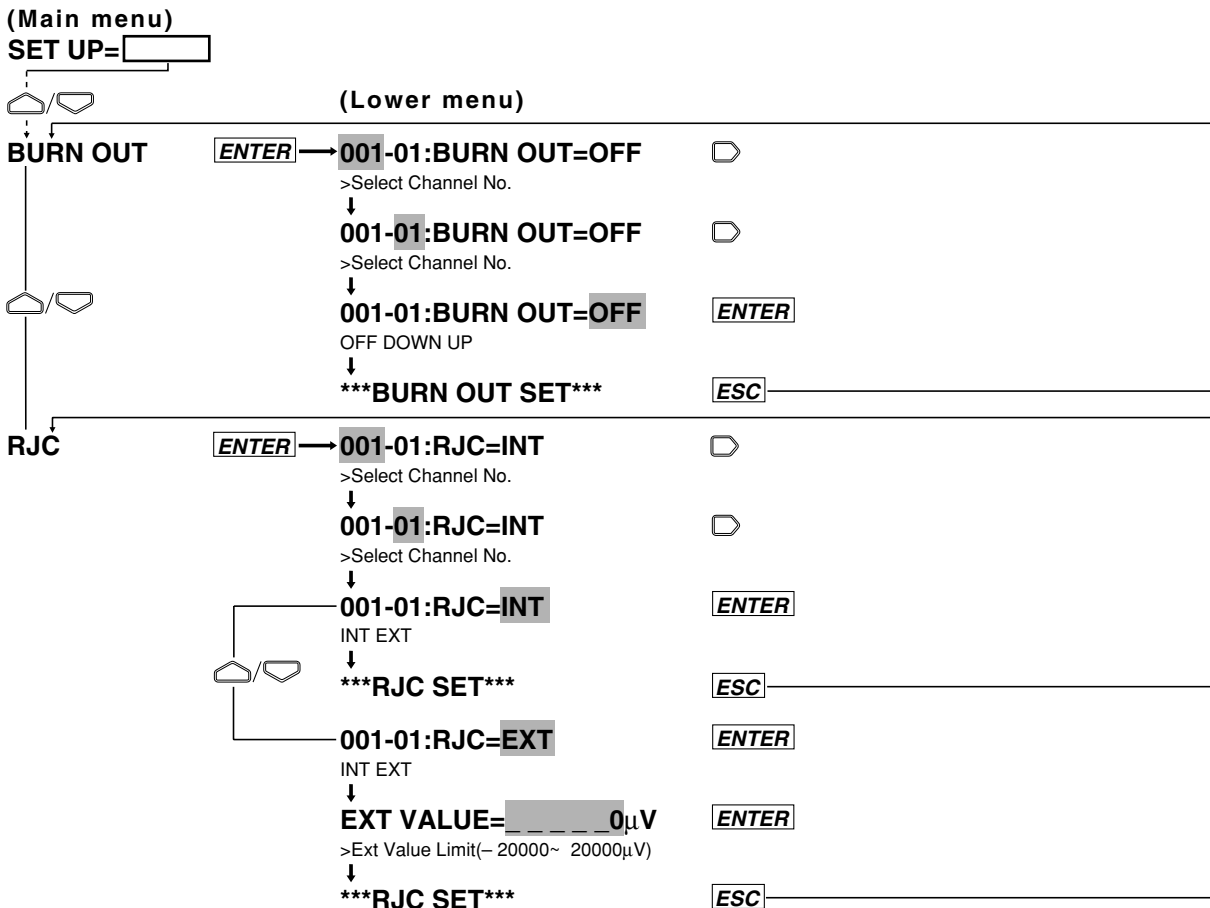 (Main menu)
SET UP=
/
(Lower menu)
BURN OUT ENTER 001-01:BURN OUT=OFF
>Select Channel No.
001-01:BURN OUT=OFF
>Select Channel No.
/
001-01:BURN OUT=OFF ENTER
OFF DOWN UP
***BURN OUT SET*** ESC
RJC ENTER 001-01:RJC=INT
>Select Channel No.
001-01:RJC=INT
>Select Channel No.
001-01:RJC=INT ENTER
INT EXT
/
***RJC SET*** ESC
001-01:RJC=EXT ENTER
INT EXT
EXT VALUE=_ _ _ _ _0µV ENTER
>Ext Value Limit(– 20000~ 20000µV)
***RJC SET*** ESC